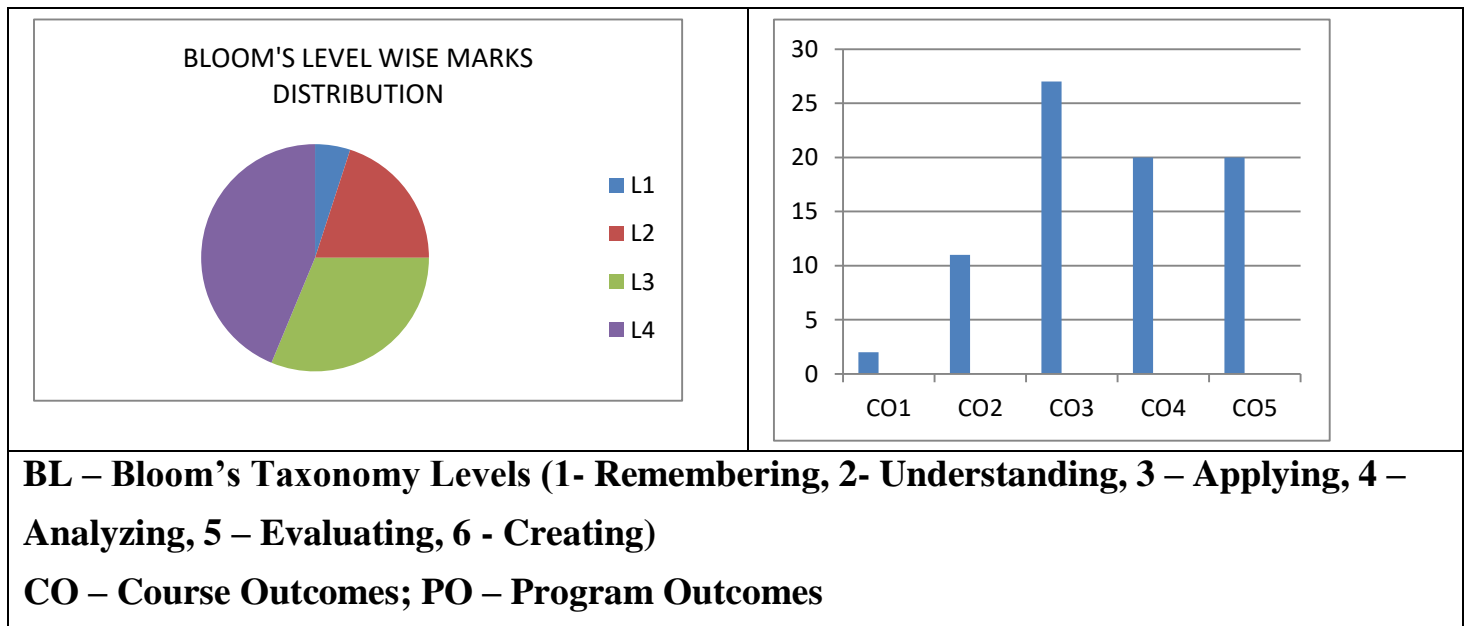 BLOOM'S LEVEL WISE MARKS
DISTRIBUTION
L1
L2
L3
L4
30
25
20
15
10
5
0
CO1 CO2 CO3 CO4 CO5
BL – Bloom’s Taxonomy Levels (1- Remembering, 2- Understanding, 3 – Applying, 4 –
Analyzing, 5 – Evaluating, 6 - Creating)
CO – Course Outcomes; PO – Program Outcomes